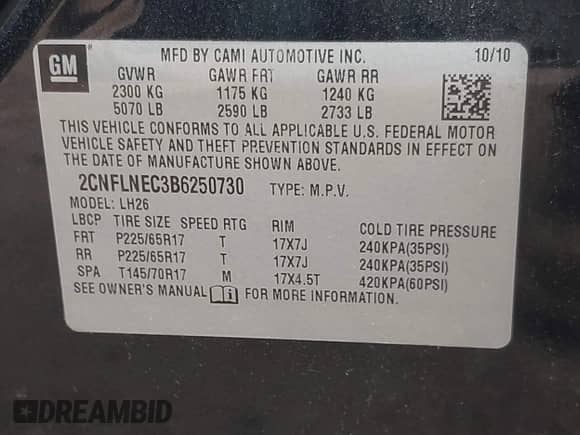 GM
MFD BY CAMI AUTOMOTIVE INC. 10/10
GVWR GAWR FRT GAWR RR
2300 KG 1175 KG 1240 KG
5070 LB 2590 LB 2733 LB
THIS VEHICLE CONFORMS TO ALL APPLICABLE U.S. FEDERAL MOTOR
VEHICLE SAFETY AND THEFT PREVENTION STANDARDS IN EFFECT ON
THE DATE OF MANUFACTURE SHOWN ABOVE.
2CNFLNEC3B6250730 TYPE: M.P.V.
MODEL: LH26
LBCP TIRE SIZE SPEED RTG RIM COLD TIRE PRESSURE
FRT P225/65R17 T 17X7J 240KPA(35PSI)
RR P225/65R17 T 17X7J 240KPA(35PSI)
SPA T145/70R17 M 17X4.5T 420KPA(60PSI)
SEE OWNER'S MANUAL i FOR MORE INFORMATION.
DREAMBID